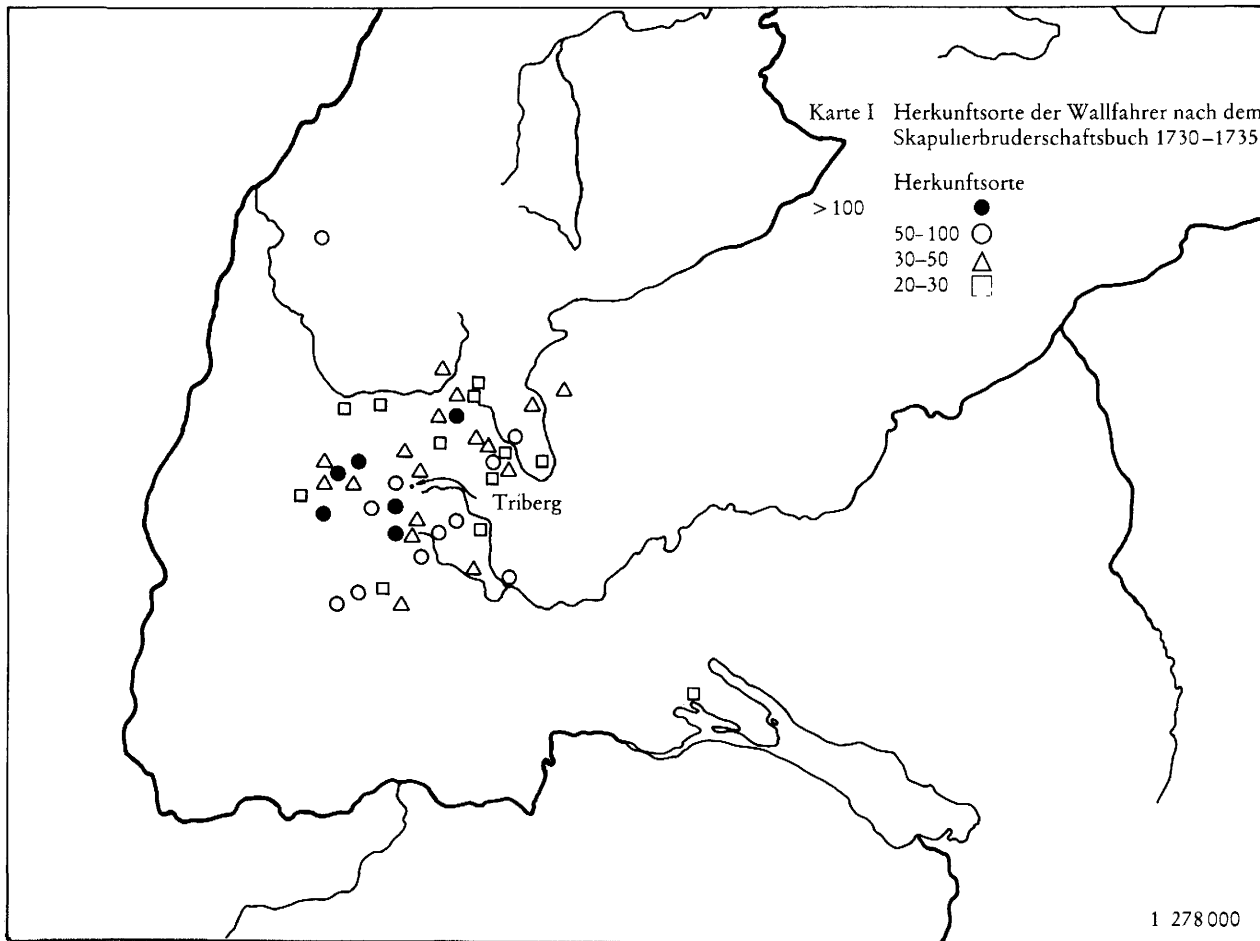 Karte I Herkunftsorte der Wallfahrer nach dem
Skapulierbruderschaftsbuch 1730–1735
Herkunftsorte
> 100
50–100
30–50
20–30
Triberg
1 278 000